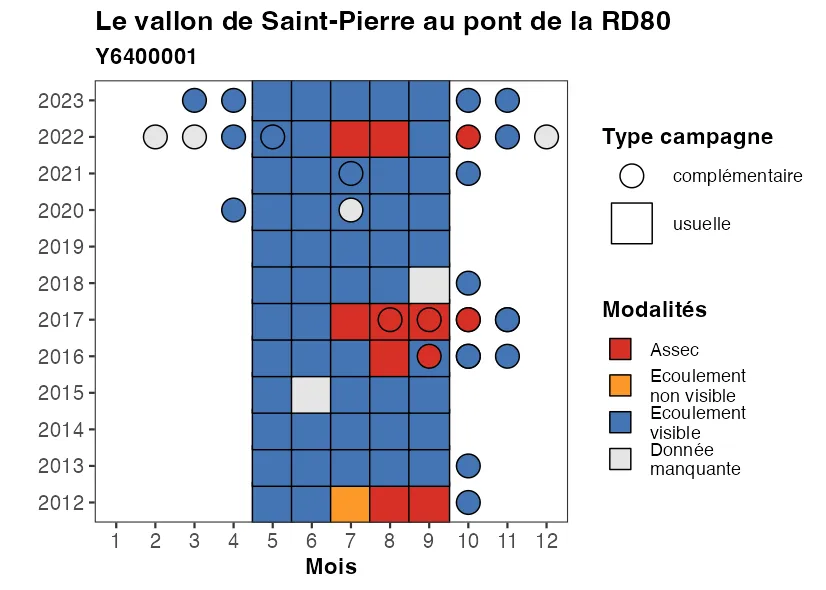 Le vallon de Saint-Pierre au pont de la RD80
Y6400001
2023
2022
2021
2020
2019
2018
2017
2016
2015
2014
2013
2012
1 2 3 4 5 6 7 8 9 10 11 12
Mois
Type campagne
complémentaire
usuelle
Modalités
Assec
Ecoulement
non visible
Ecoulement
visible
Donnée
manquante